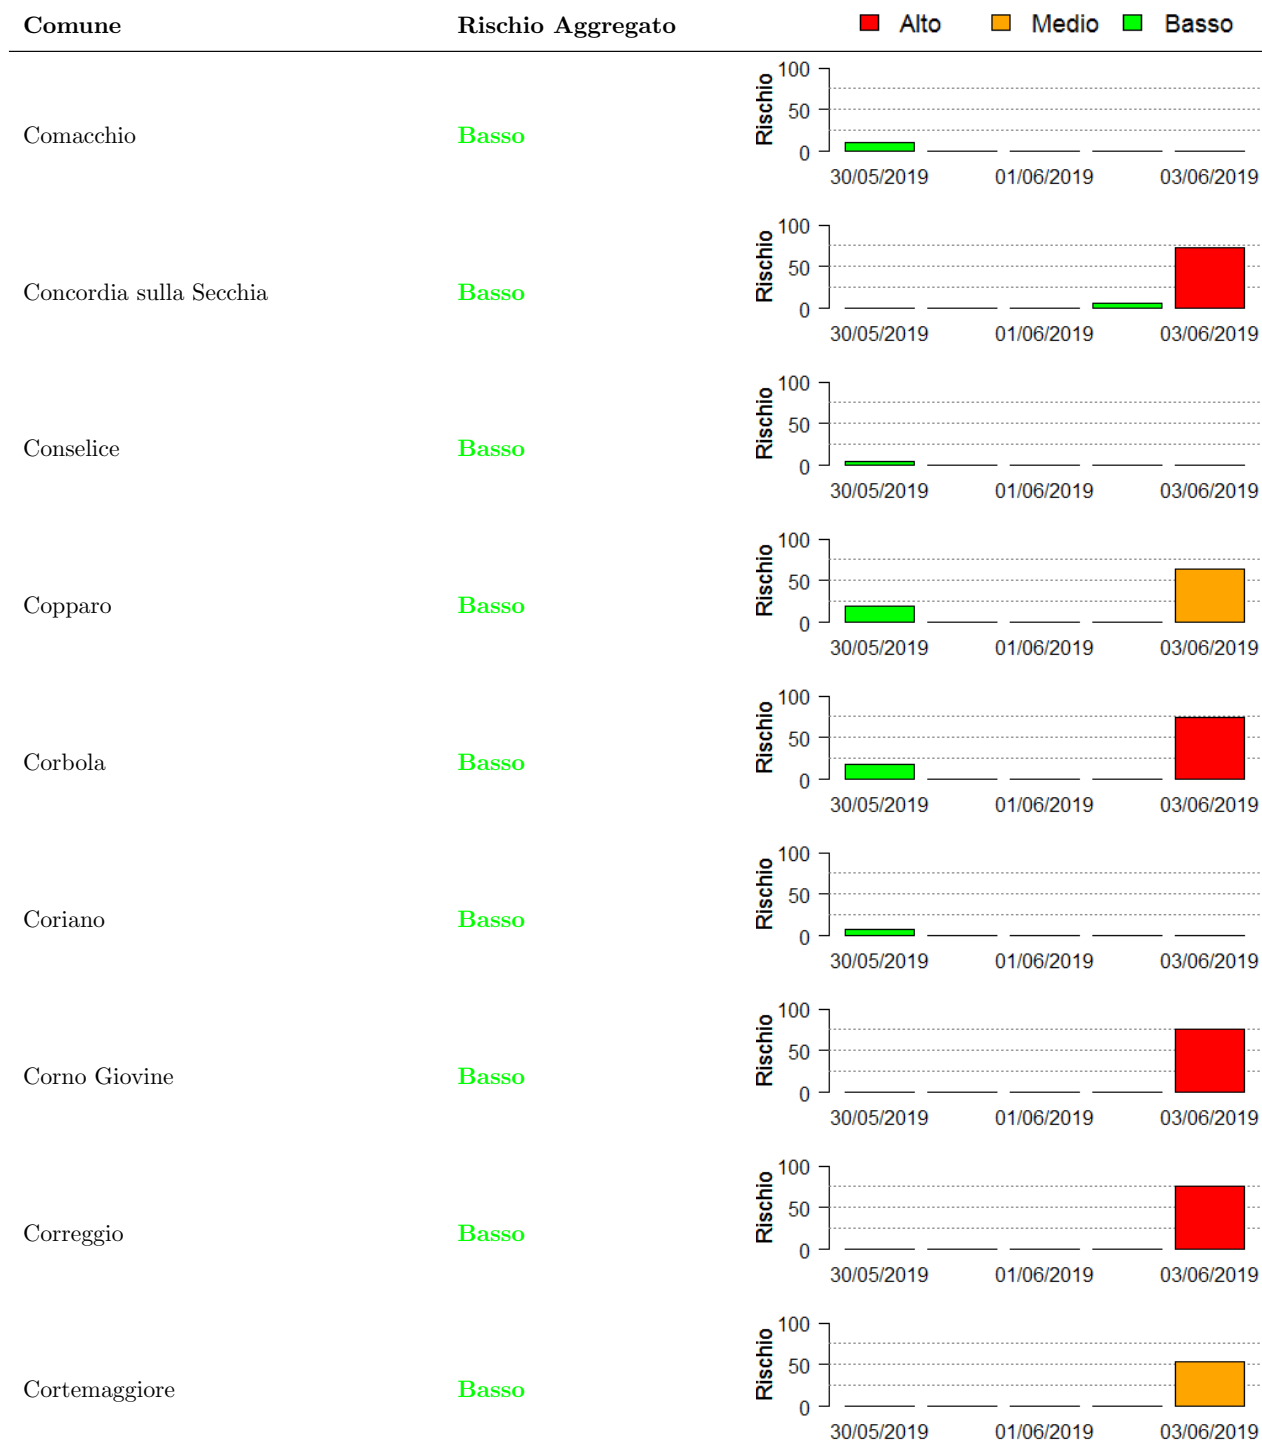 Comune Rischio Aggregato Alto Medio Basso
Comacchio Basso Rischio 100 50 0
30/05/2019 01/06/2019 03/06/2019
Concordia sulla Secchia Basso Rischio 100 50 0
30/05/2019 01/06/2019 03/06/2019
Conselice Basso Rischio 100 50 0
30/05/2019 01/06/2019 03/06/2019
Copparo Basso Rischio 100 50 0
30/05/2019 01/06/2019 03/06/2019
Corbola Basso Rischio 100 50 0
30/05/2019 01/06/2019 03/06/2019
Coriano Basso Rischio 100 50 0
30/05/2019 01/06/2019 03/06/2019
Corno Giovine Basso Rischio 100 50 0
30/05/2019 01/06/2019 03/06/2019
Correggio Basso Rischio 100 50 0
30/05/2019 01/06/2019 03/06/2019
Cortemaggiore Basso Rischio 100 50 0
30/05/2019 01/06/2019 03/06/2019